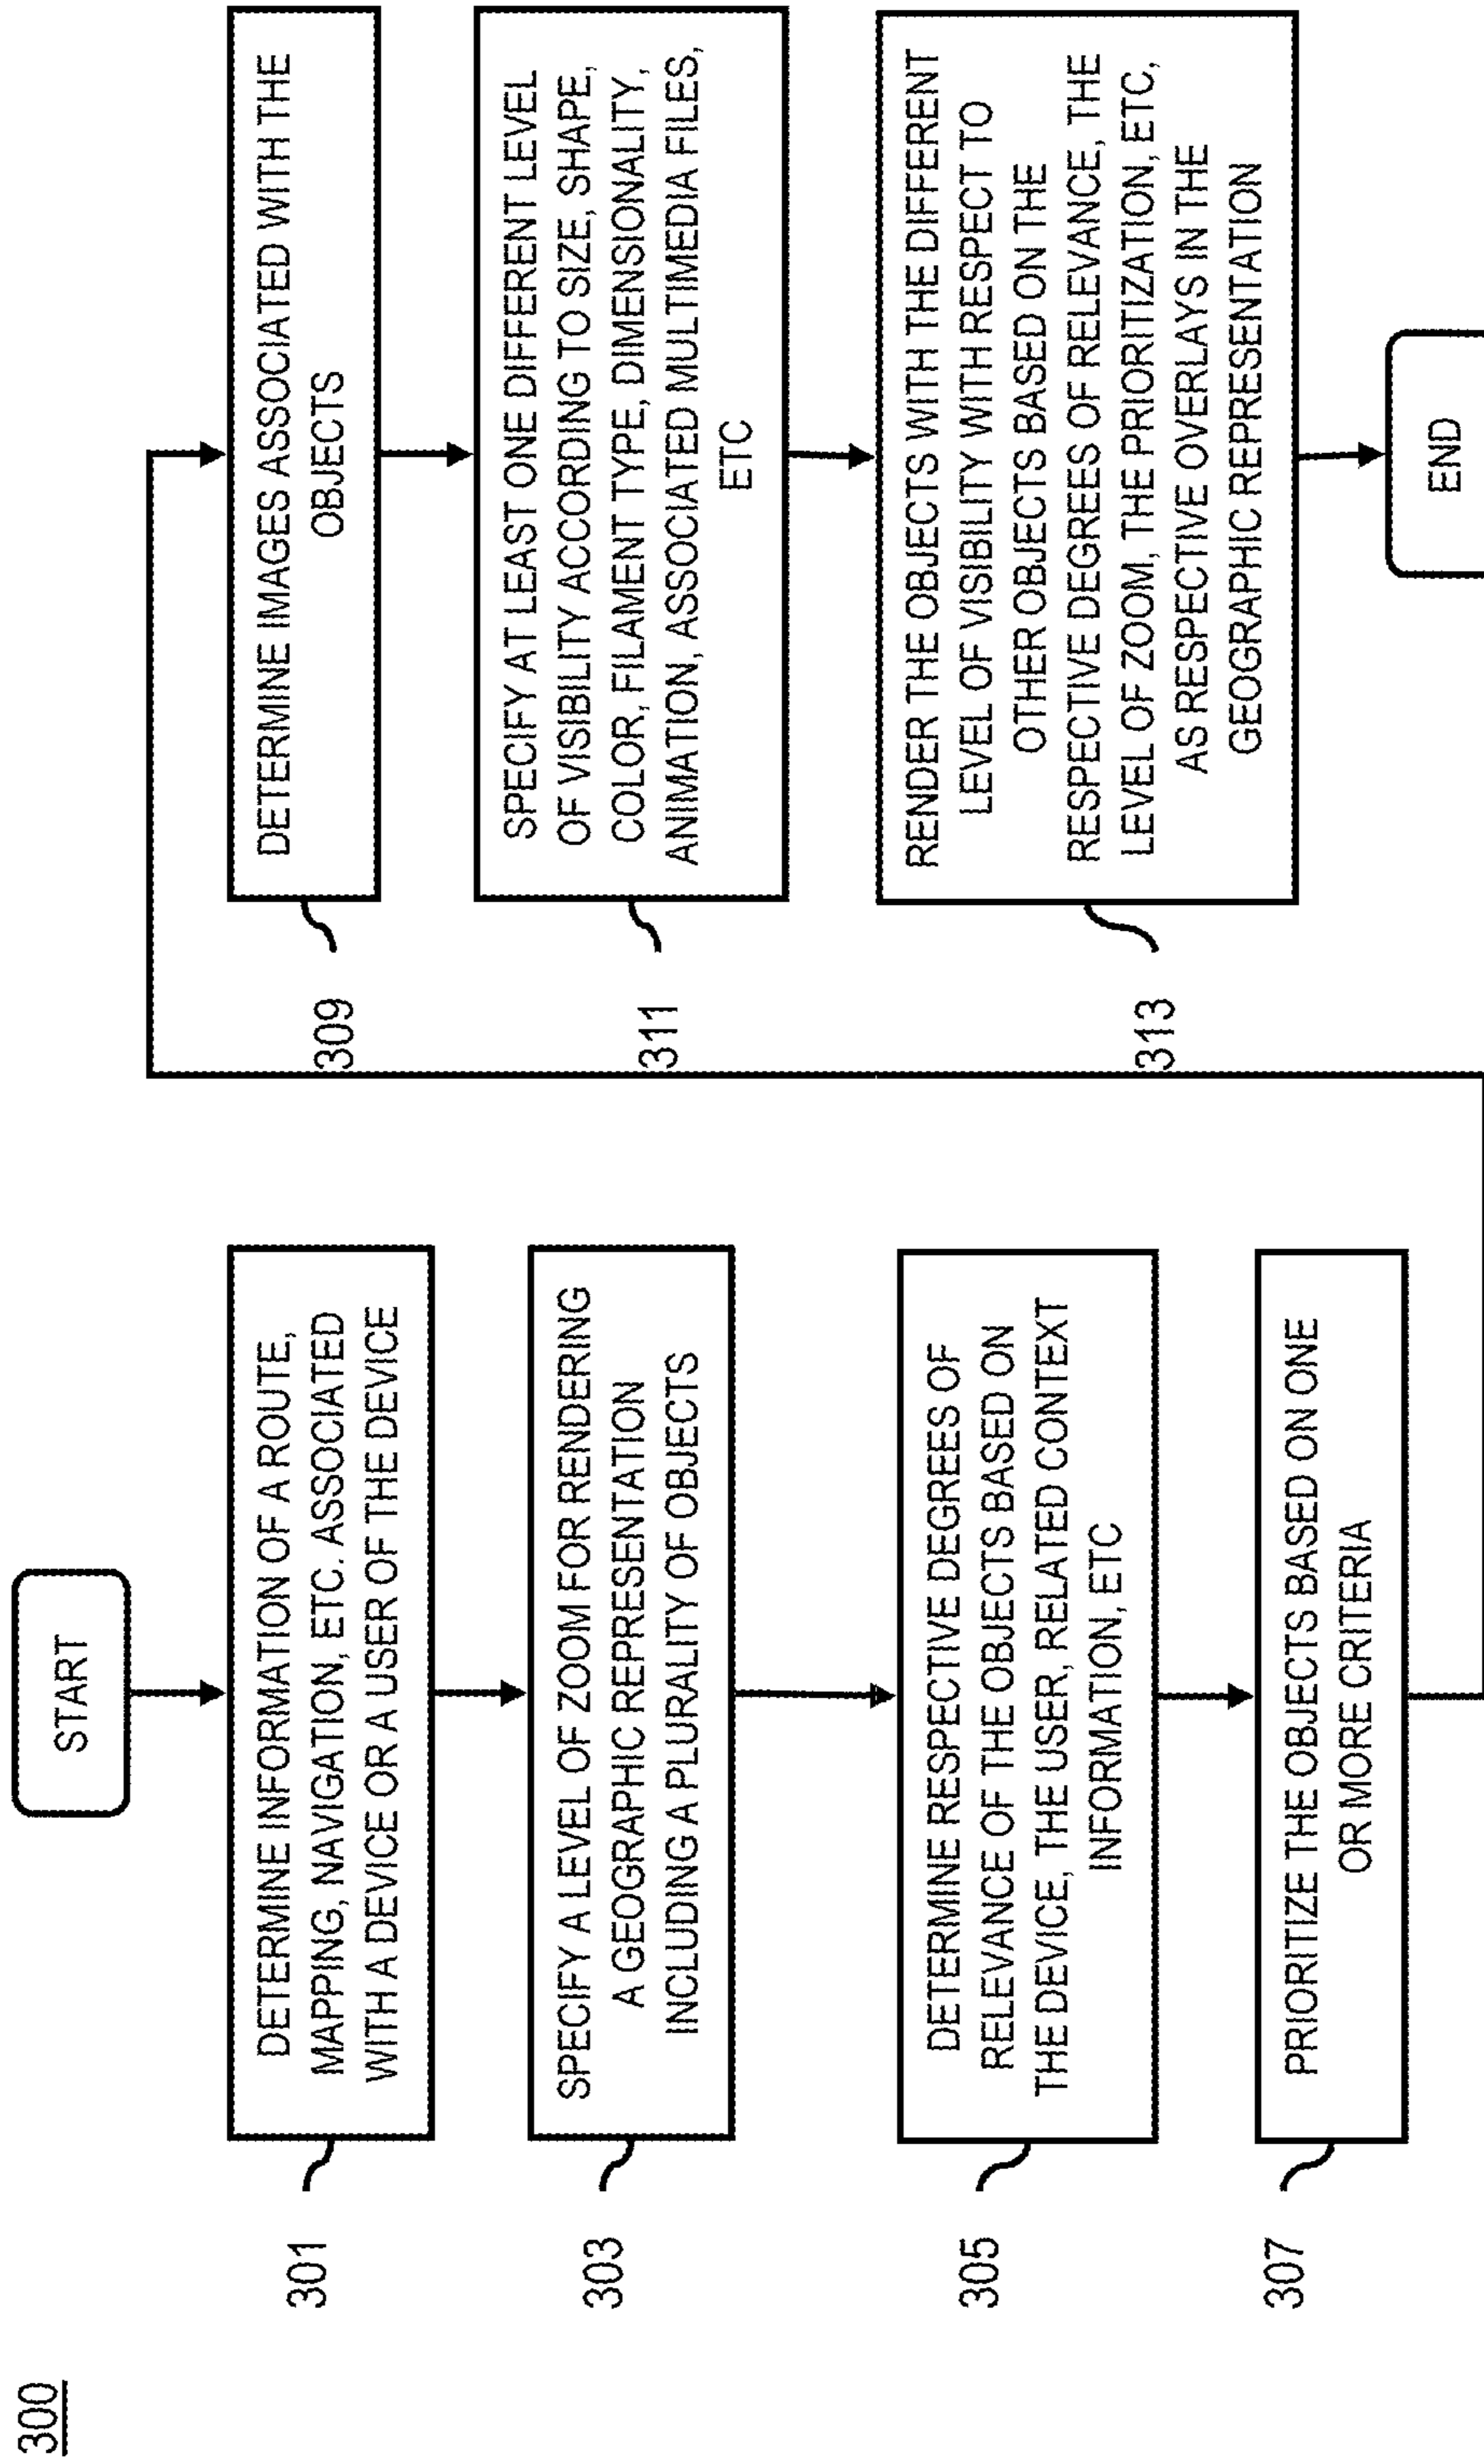 300
START
301
DETERMINE INFORMATION OF A ROUTE,
MAPPING, NAVIGATION, ETC. ASSOCIATED
WITH A DEVICE OR A USER OF THE DEVICE
303
SPECIFY A LEVEL OF ZOOM FOR RENDERING
A GEOGRAPHIC REPRESENTATION
INCLUDING A PLURALITY OF OBJECTS
305
DETERMINE RESPECTIVE DEGREES OF
RELEVANCE OF THE OBJECTS BASED ON
THE DEVICE, THE USER, RELATED CONTEXT
INFORMATION, ETC
307
PRIORITIZE THE OBJECTS BASED ON ONE
OR MORE CRITERIA
309
DETERMINE IMAGES ASSOCIATED WITH THE
OBJECTS
311
SPECIFY AT LEAST ONE DIFFERENT LEVEL
OF VISIBILITY ACCORDING TO SIZE, SHAPE,
COLOR, FILAMENT TYPE, DIMENSIONALITY,
ANIMATION, ASSOCIATED MULTIMEDIA FILES,
ETC
313
RENDER THE OBJECTS WITH THE DIFFERENT
LEVEL OF VISIBILITY WITH RESPECT TO
OTHER OBJECTS BASED ON THE
RESPECTIVE DEGREES OF RELEVANCE, THE
LEVEL OF ZOOM, THE PRIORITIZATION, ETC,
AS RESPECTIVE OVERLAYS IN THE
GEOGRAPHIC REPRESENTATION
END